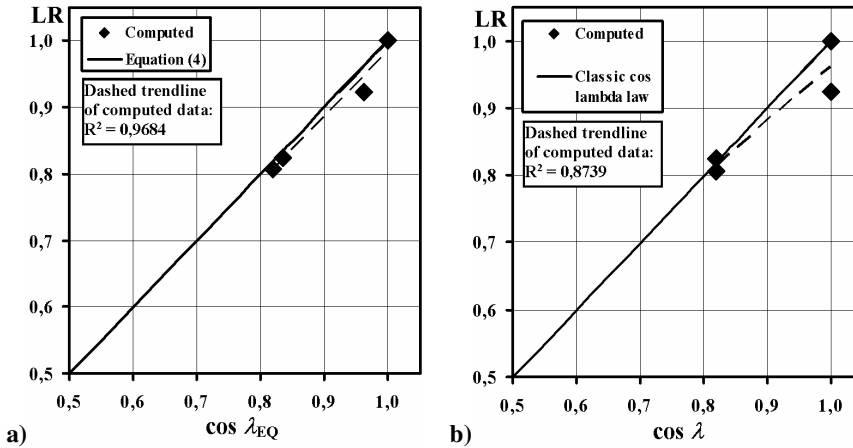 LR
1,0
0,9
0,8
0,7
0,6
0,5
Computed
Equation (4)
Dashed trendline
of computed data:
R² = 0,9684
0,5 0,6 0,7 0,8 0,9 1,0
a)
cos λEQ
LR
1,0
0,9
0,8
0,7
0,6
0,5
Computed
Classic cos
lambda law
Dashed trendline
of computed data:
R² = 0,8739
0,5 0,6 0,7 0,8 0,9 1,0
b)
cos λ